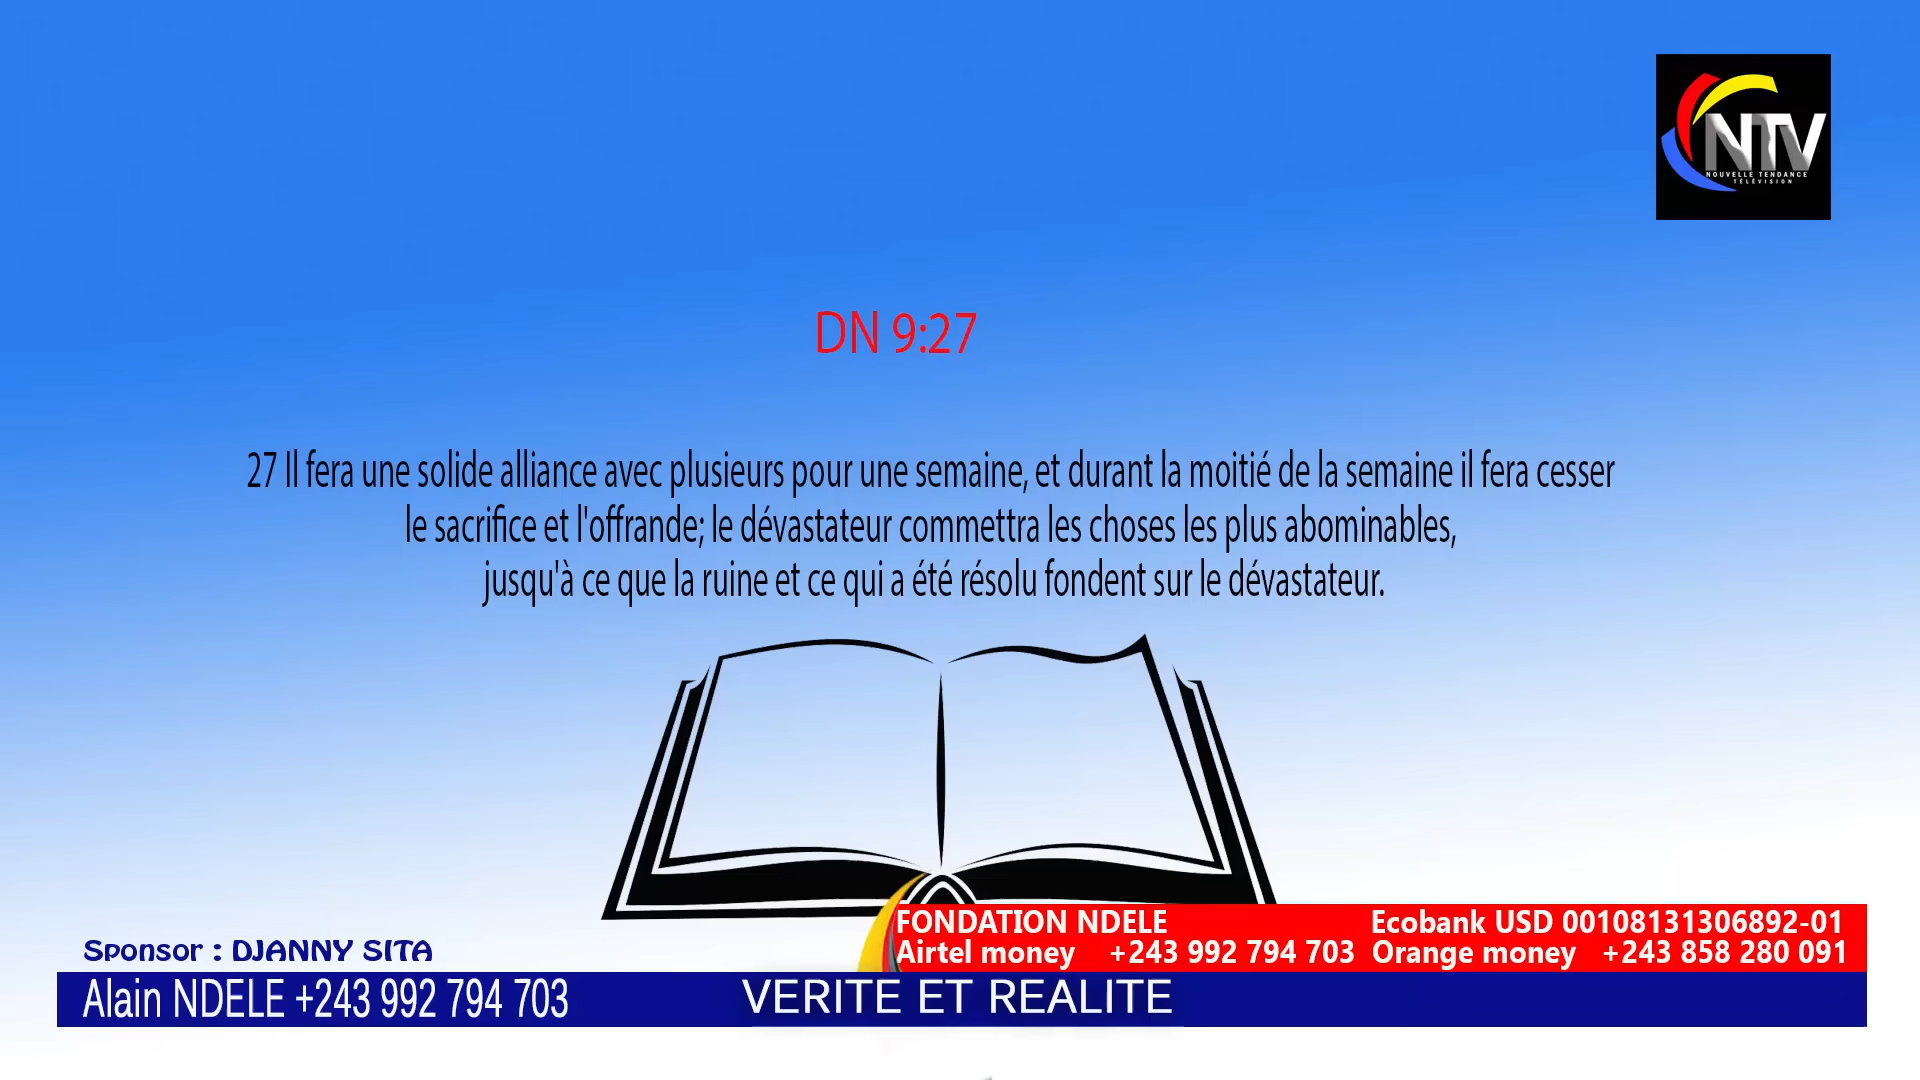 NTV
NOUVELLE TENDANCE
TÉLÉVISION
DN 9:27
27 Il fera une solide alliance avec plusieurs pour une semaine, et durant la moitié de la semaine il fera cesser
le sacrifice et l'offrande; le dévastateur commettra les choses les plus abominables,
jusqu'à ce que la ruine et ce qui a été résolu fondent sur le dévastateur.
FONDATION NDELE Ecobank USD 00108131306892-01
Airtel money +243 992 794 703 Orange money +243 858 280 091
Sponsor : DJANNY SITA
Alain NDELE +243 992 794 703 VERITE ET REALITE